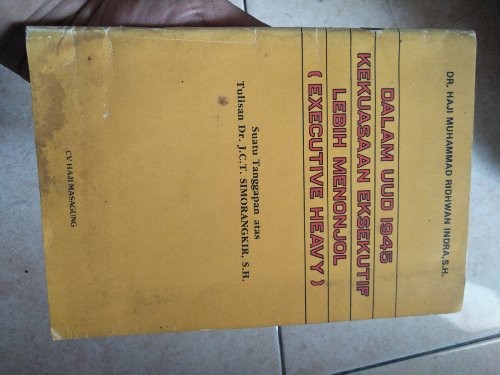 DR. HAJI MUHAMMAD RIDHWAN INDRA, S.H.
DALAM UUD 1945
KEKUASAAN EKSEKUTIF
LEBIH MENONJOL
( EXECUTIVE HEAVY )
Suatu Tanggapan atas
Tulisan Dr. J.C.T. SIMORANGKIR, S.H.
CV HAJI MASAGUNG